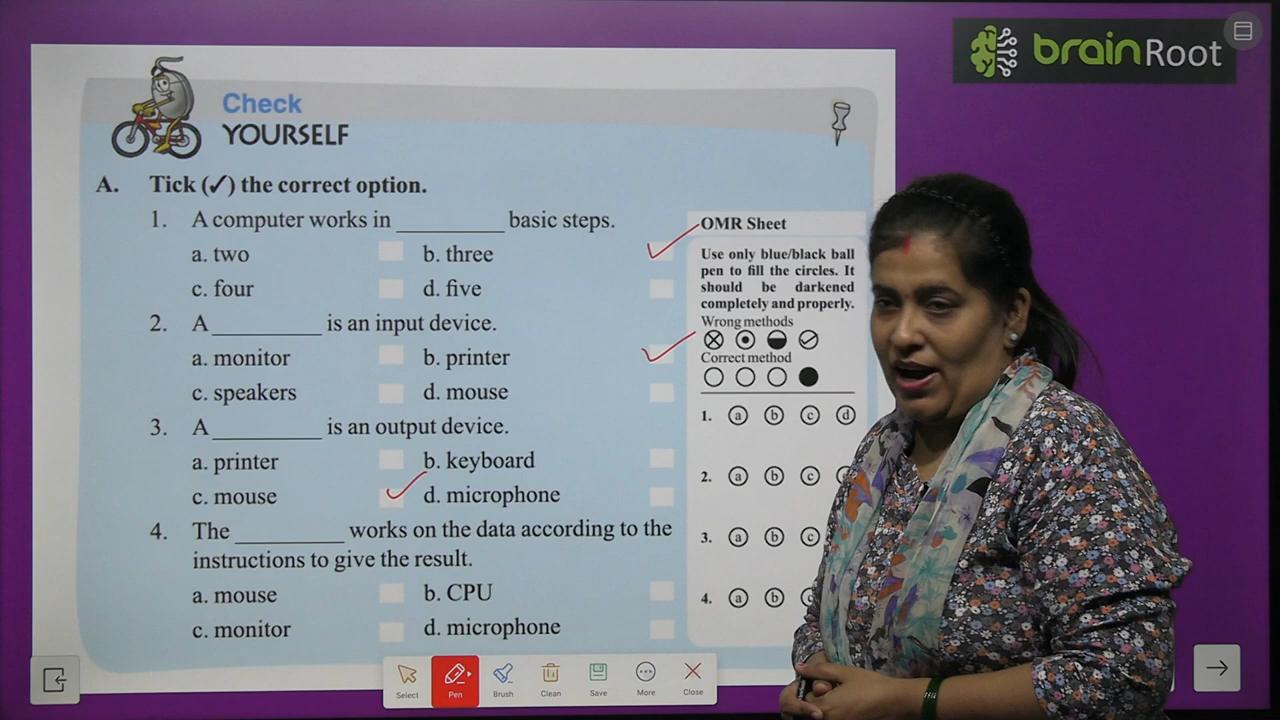 brainRoot
Check
YOURSELF
A. Tick (✓) the correct option.
1. A computer works in ________ basic steps.
a. two b. three
c. four d. five
2. A ________ is an input device.
a. monitor b. printer
c. speakers d. mouse
3. A ________ is an output device.
a. printer b. keyboard
c. mouse d. microphone
4. The ________ works on the data according to the
instructions to give the result.
a. mouse b. CPU
c. monitor d. microphone
OMR Sheet
Use only blue/black ball
pen to fill the circles. It
should be darkened
completely and properly.
Wrong methods
Correct method
1. a b c d
2. a b c
3. a b c
4. a b
Select Pen Brush Clean Save More Close